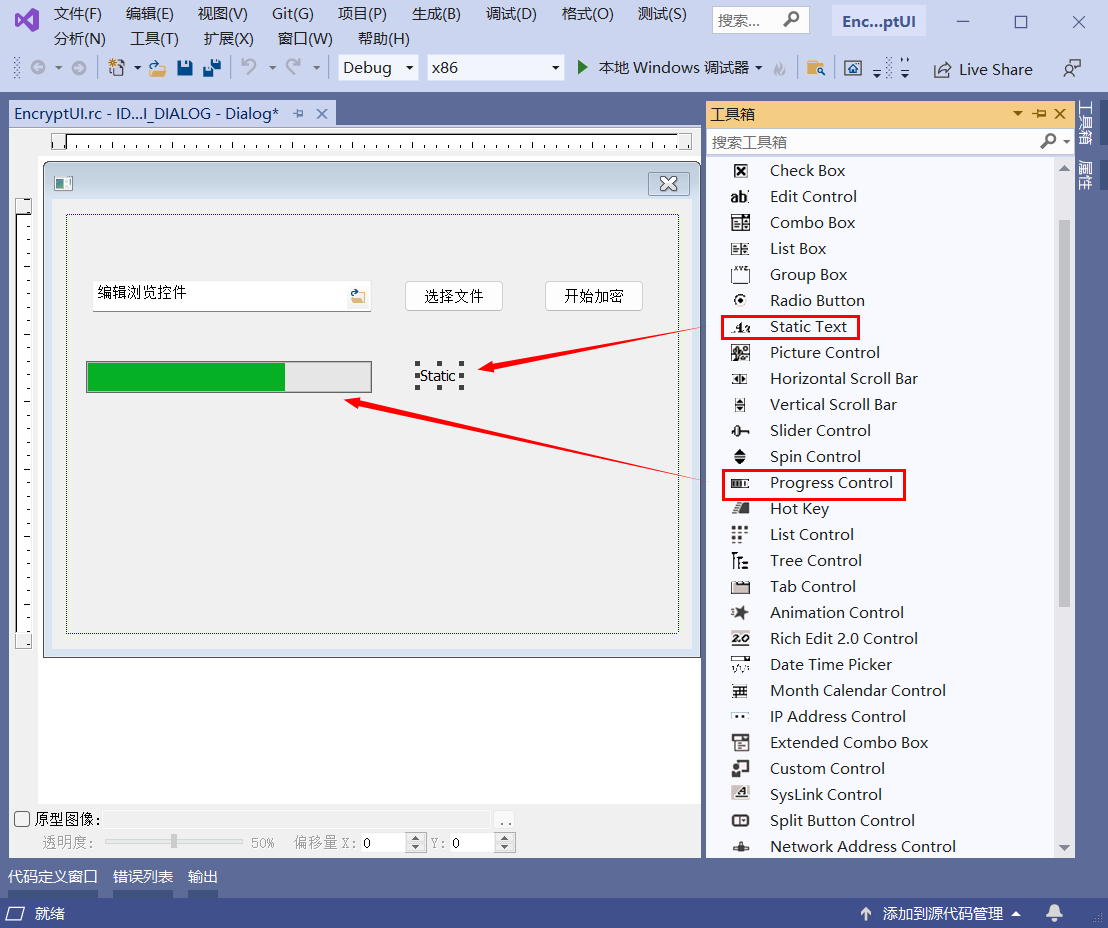 文件(F) 编辑(E) 视图(V) Git(G) 项目(P) 生成(B) 调试(D) 格式(O) 测试(S) 搜索... Enc...ptUI
分析(N) 工具(T) 扩展(X) 窗口(W) 帮助(H)
Debug x86 本地 Windows 调试器 Live Share
EncryptUI.rc - ID...I_DIALOG - Dialog*
编辑浏览控件 选择文件 开始加密
Static
原型图像:
透明度: 50% 偏移量 X: 0 Y: 0
工具箱
搜索工具箱
Check Box
Edit Control
Combo Box
List Box
Group Box
Radio Button
Static Text
Picture Control
Horizontal Scroll Bar
Vertical Scroll Bar
Slider Control
Spin Control
Progress Control
Hot Key
List Control
Tree Control
Tab Control
Animation Control
Rich Edit 2.0 Control
Date Time Picker
Month Calendar Control
IP Address Control
Extended Combo Box
Custom Control
SysLink Control
Split Button Control
Network Address Control
工具箱
属性
代码定义窗口 错误列表 输出
就绪 添加到源代码管理